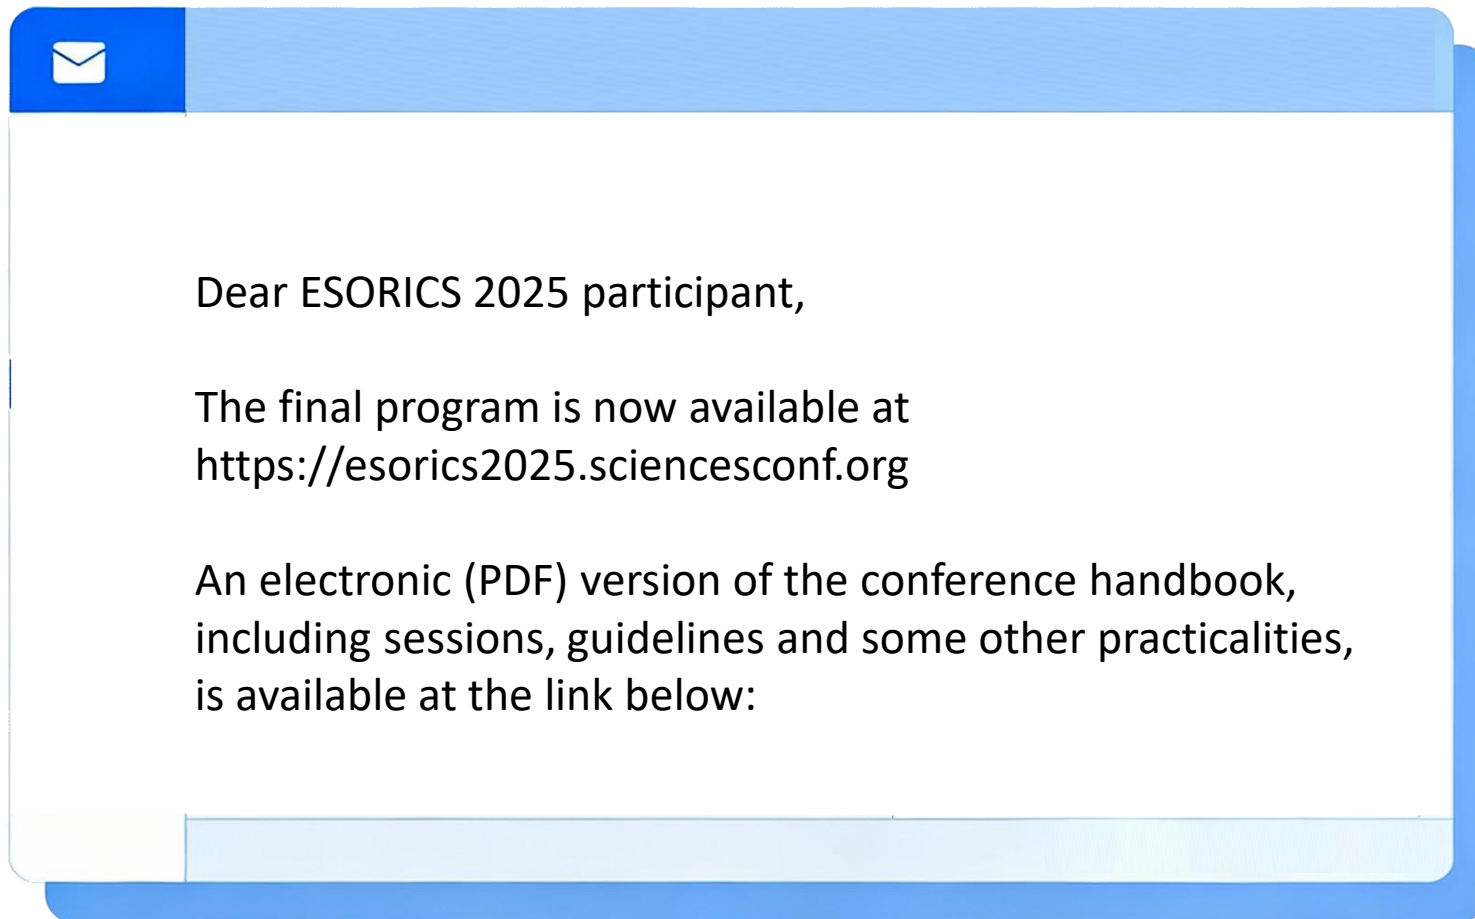 Dear ESORICS 2025 participant,
The final program is now available at
https://esorics2025.sciencesconf.org
An electronic (PDF) version of the conference handbook,
including sessions, guidelines and some other practicalities,
is available at the link below: